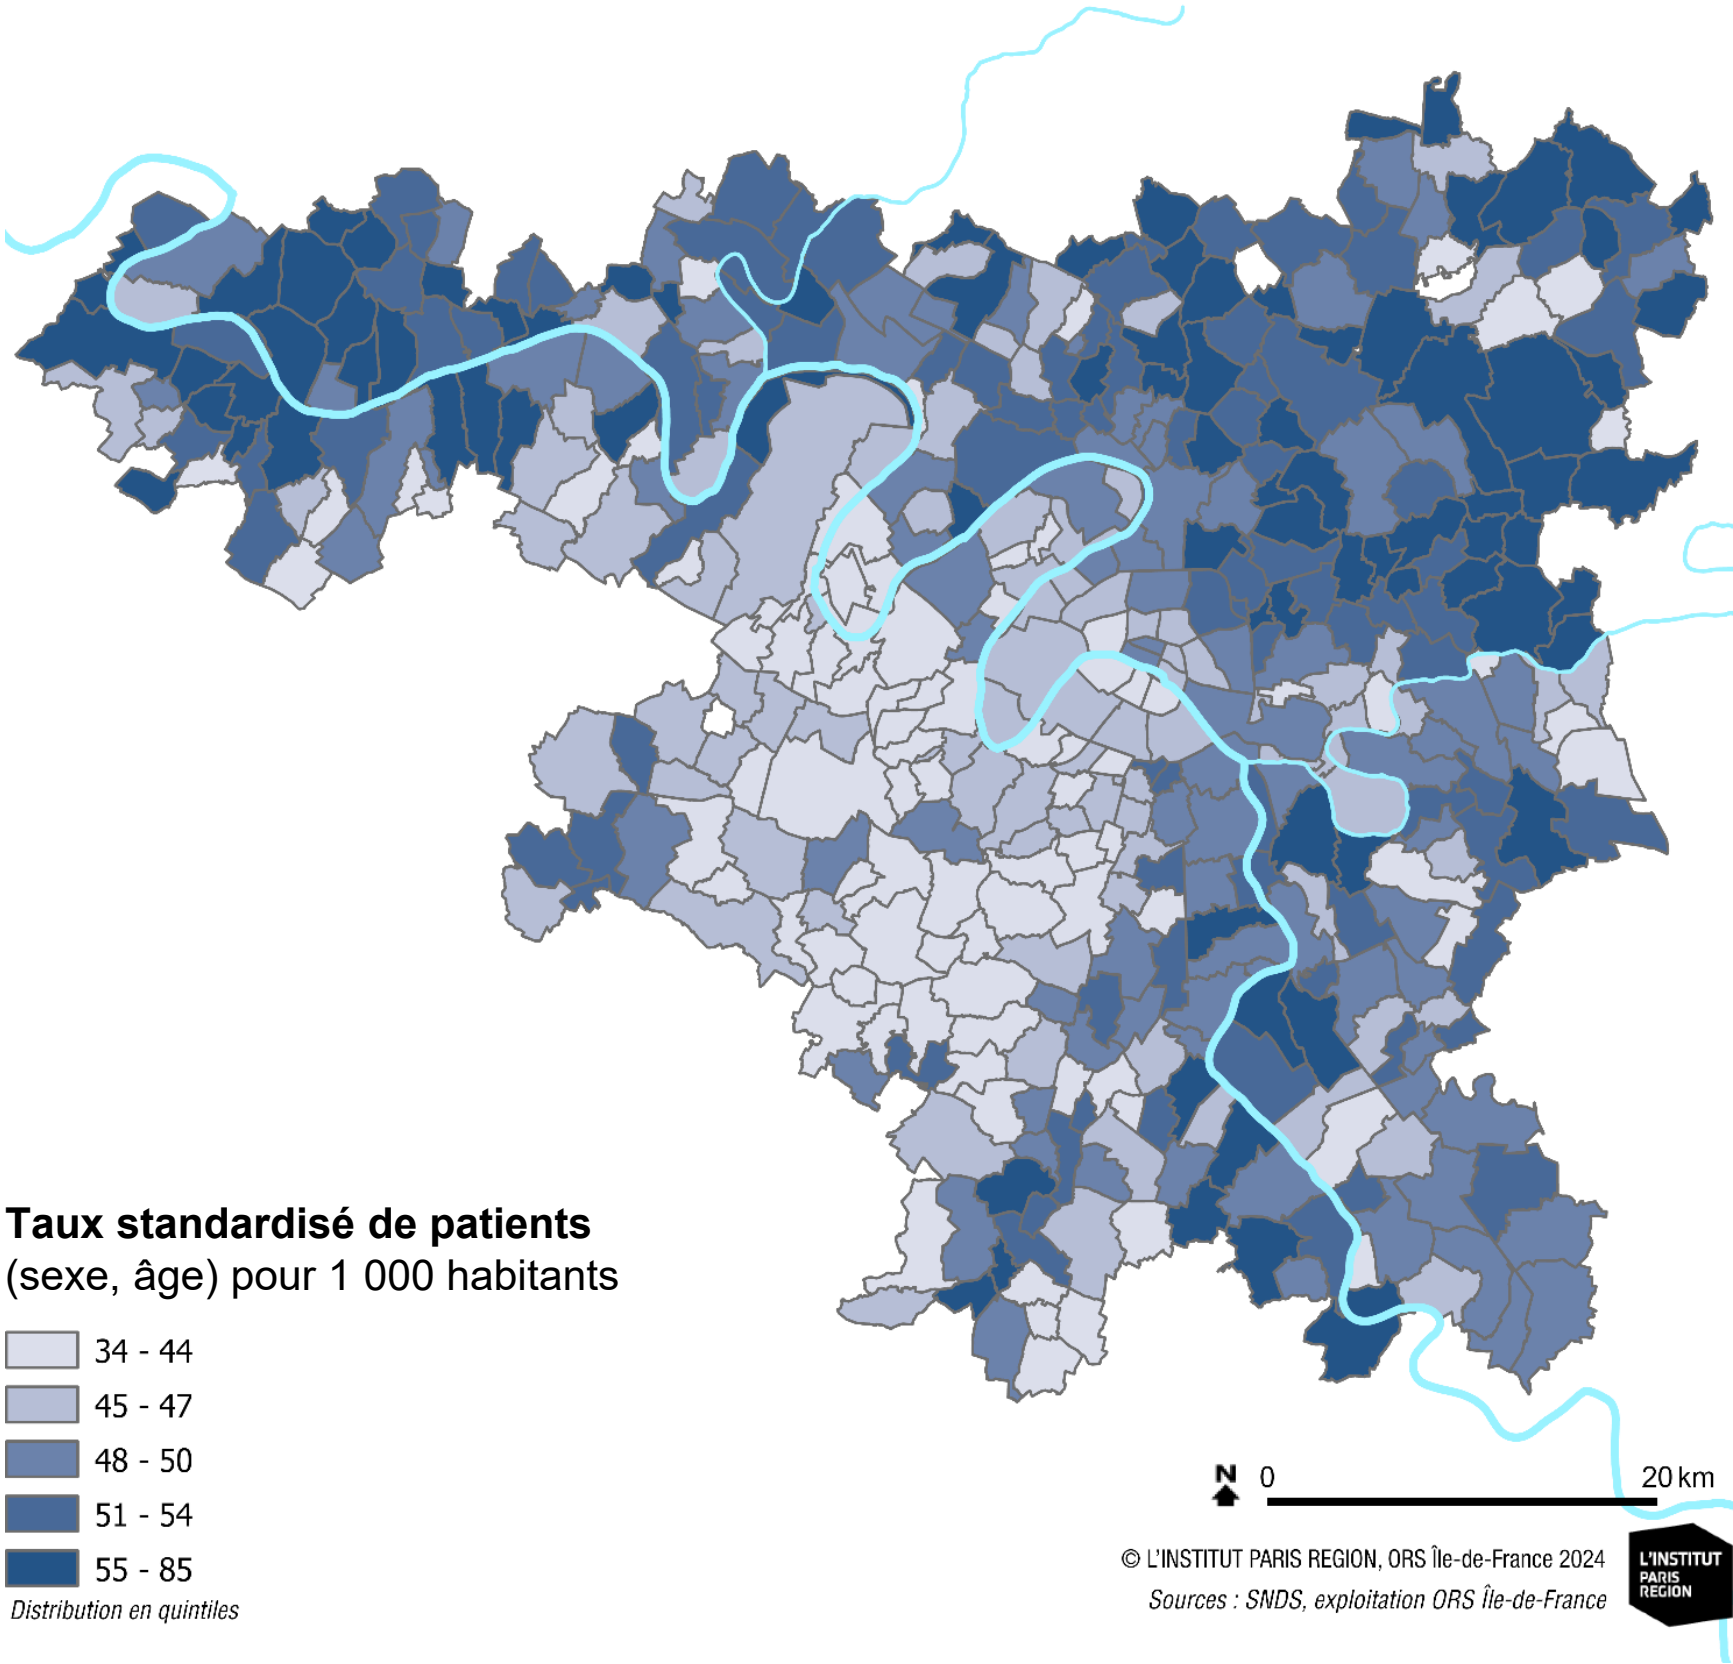 Taux standardisé de patients
(sexe, âge) pour 1 000 habitants
34 - 44
45 - 47
48 - 50
51 - 54
55 - 85
Distribution en quintiles
N
0
20 km
© L'INSTITUT PARIS REGION, ORS Île-de-France 2024
Sources : SNDS, exploitation ORS Île-de-France
L'INSTITUT
PARIS
REGION